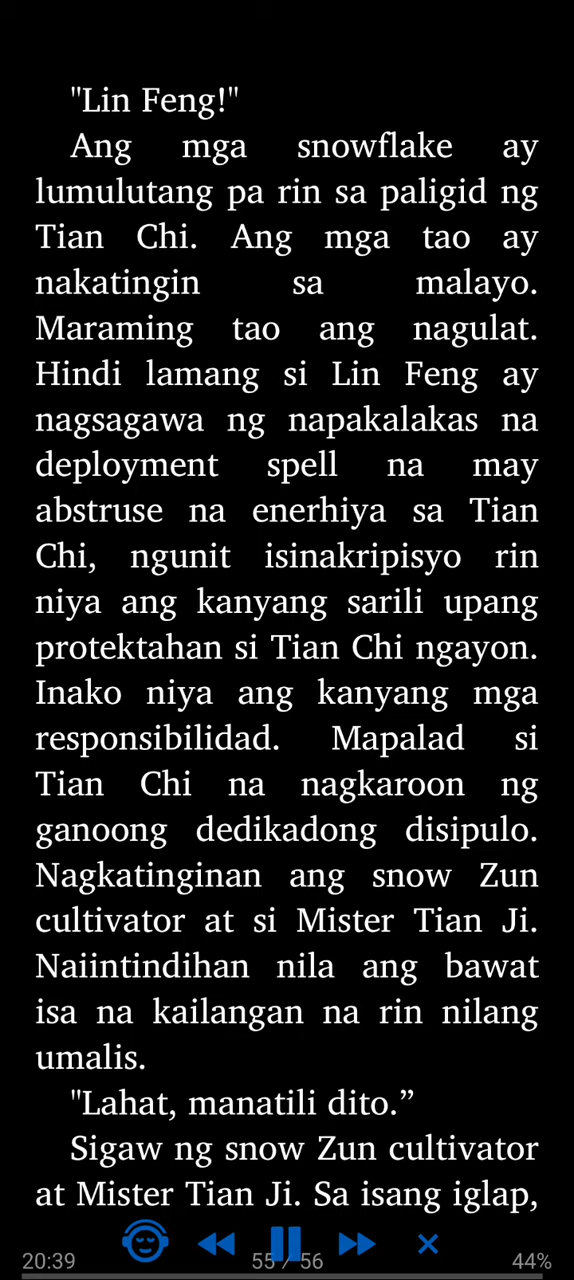 "Lin Feng!"
Ang mga snowflake ay
lumulutang pa rin sa paligid ng
Tian Chi. Ang mga tao ay
nakatingin sa malayo.
Maraming tao ang nagulat.
Hindi lamang si Lin Feng ay
nagsagawa ng napakalakas na
deployment spell na may
abstruse na enerhiya sa Tian
Chi, ngunit isinakripisyo rin
niya ang kanyang sarili upang
protektahan si Tian Chi ngayon.
Inako niya ang kanyang mga
responsibilidad. Mapalad si
Tian Chi na nagkaroon ng
ganoong dedikadong disipulo.
Nagkatinginan ang snow Zun
cultivator at si Mister Tian Ji.
Naiintindihan nila ang bawat
isa na kailangan na rin nilang
umalis.
"Lahat, manatili dito.”
Sigaw ng snow Zun cultivator
at Mister Tian Ji. Sa isang iglap,
20:39 55 / 56 44%